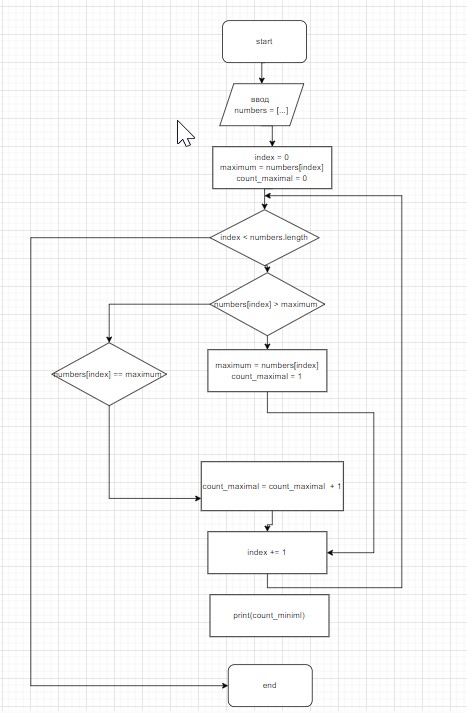 start
ввод
numbers = [...]
index = 0
maximum = numbers[index]
count_maximal = 0
index < numbers.length
numbers[index] > maximum
numbers[index] == maximum
maximum = numbers[index]
count_maximal = 1
count_maximal = count_maximal + 1
index += 1
print(count_miniml)
end